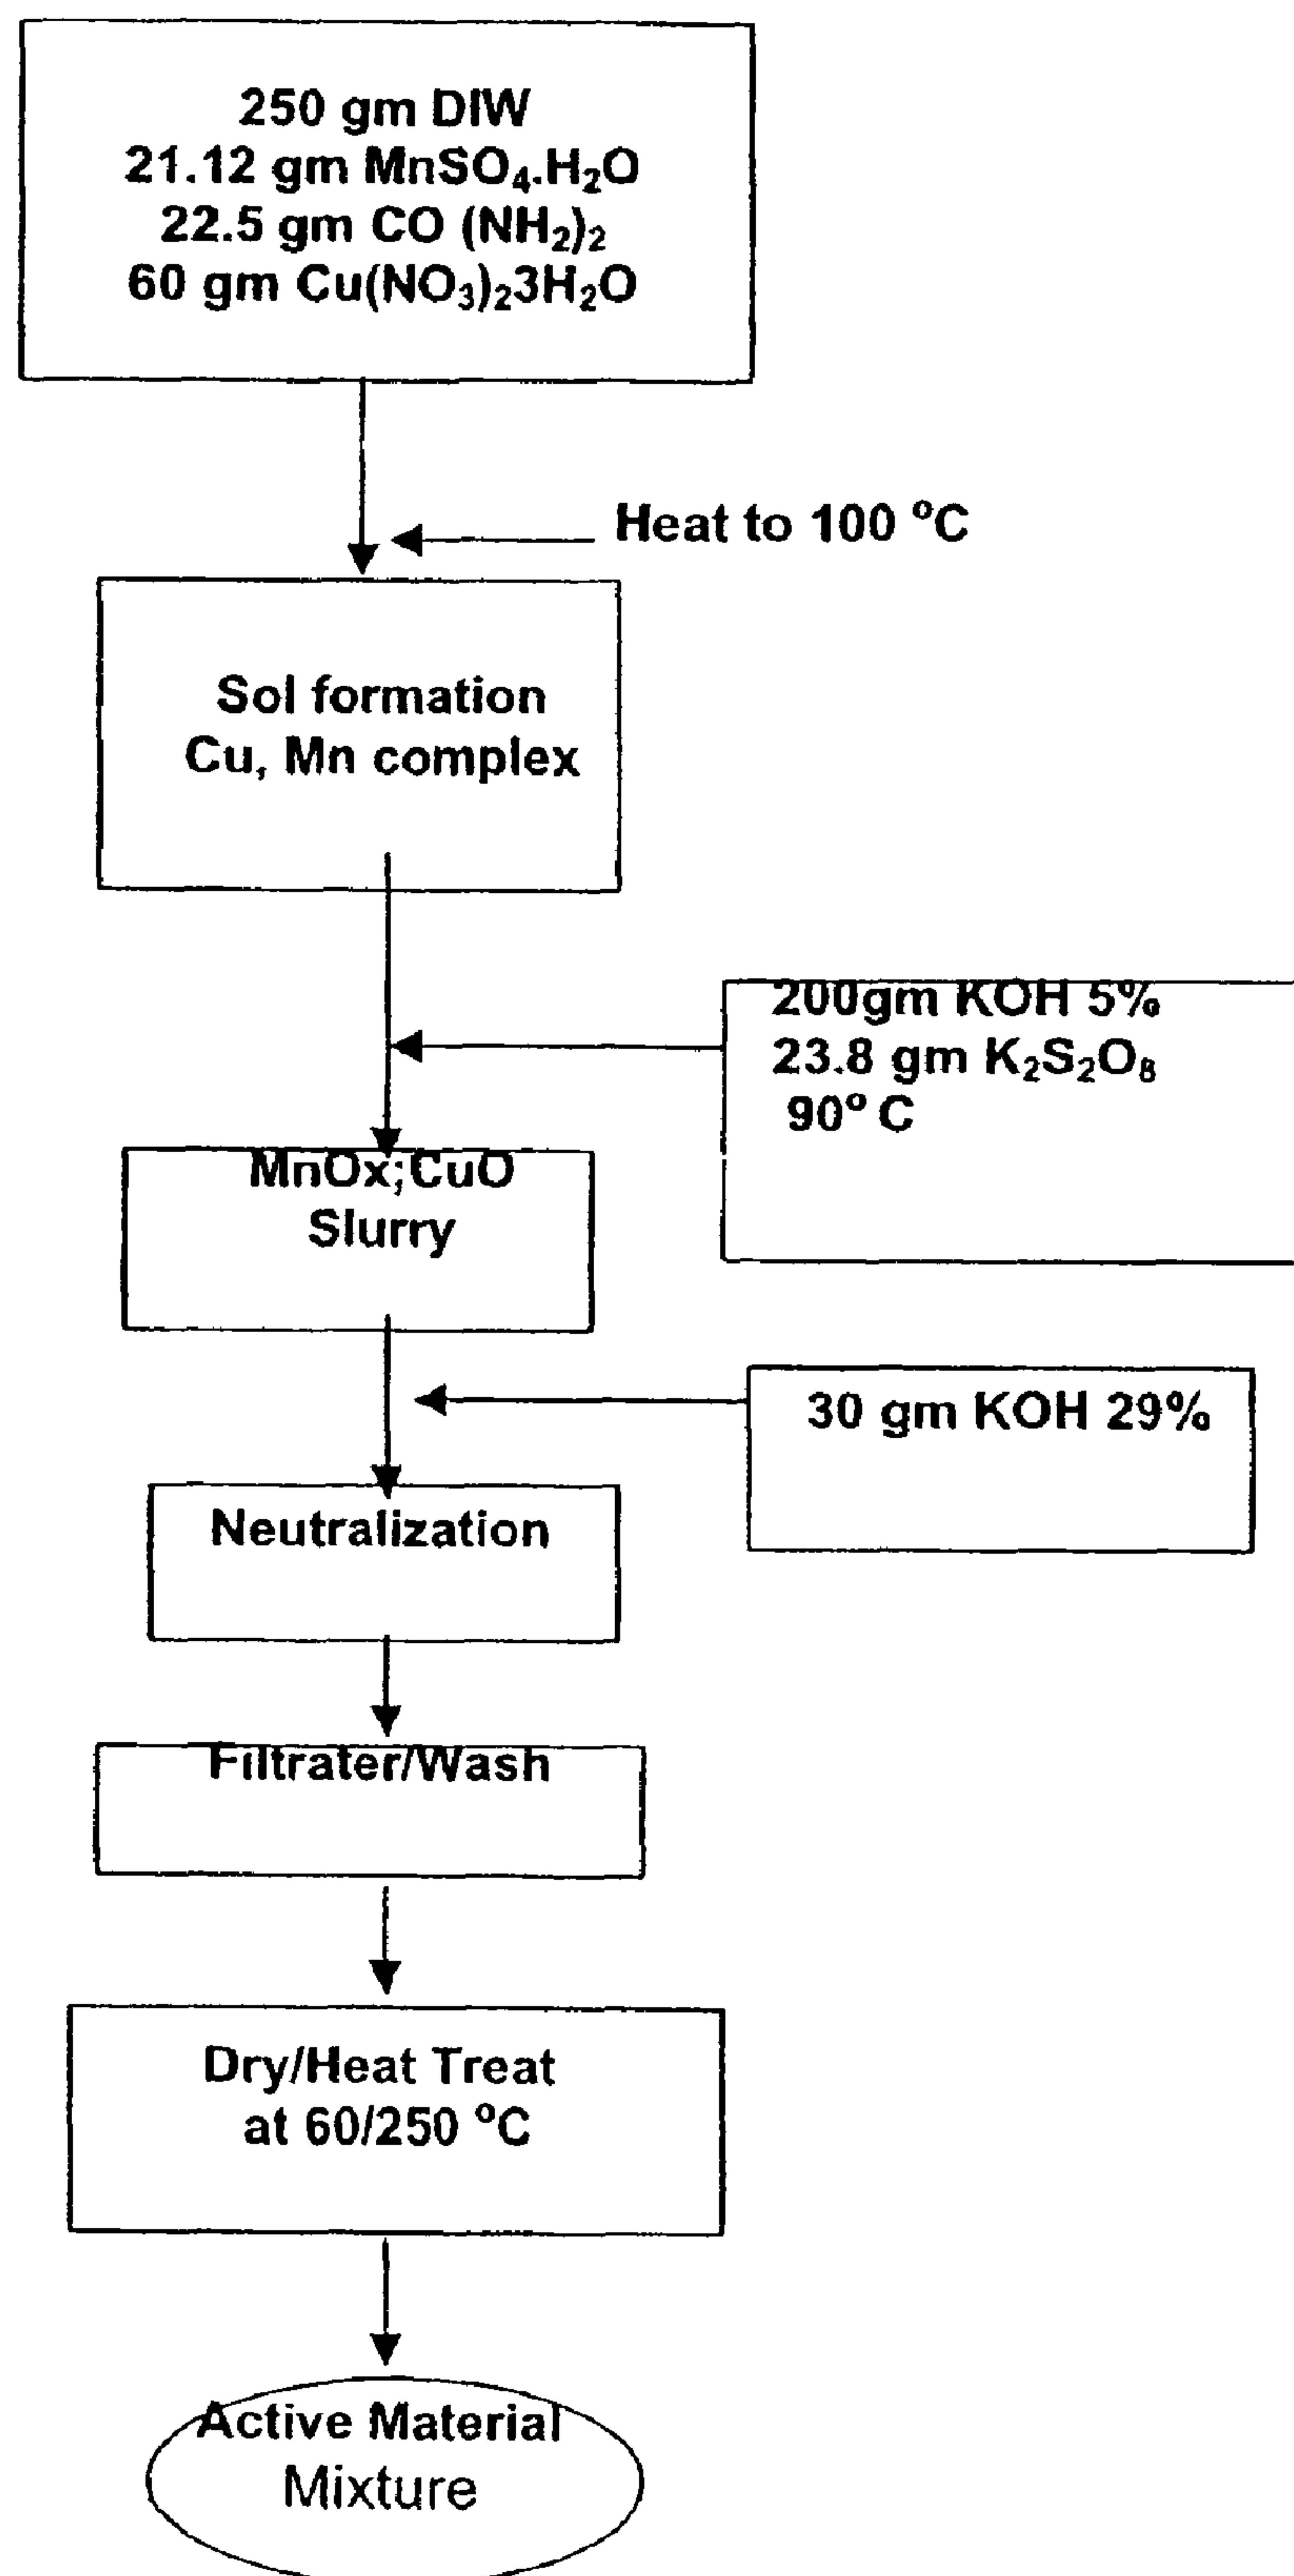 250 gm DIW
21.12 gm MnSO₄.H₂O
22.5 gm CO (NH₂)₂
60 gm Cu(NO₃)₂3H₂O
Heat to 100 °C
Sol formation
Cu, Mn complex
200gm KOH 5%
23.8 gm K₂S₂O₈
90° C
MnOx;CuO
Slurry
30 gm KOH 29%
Neutralization
Filtrater/Wash
Dry/Heat Treat
at 60/250 °C
Active Material
Mixture